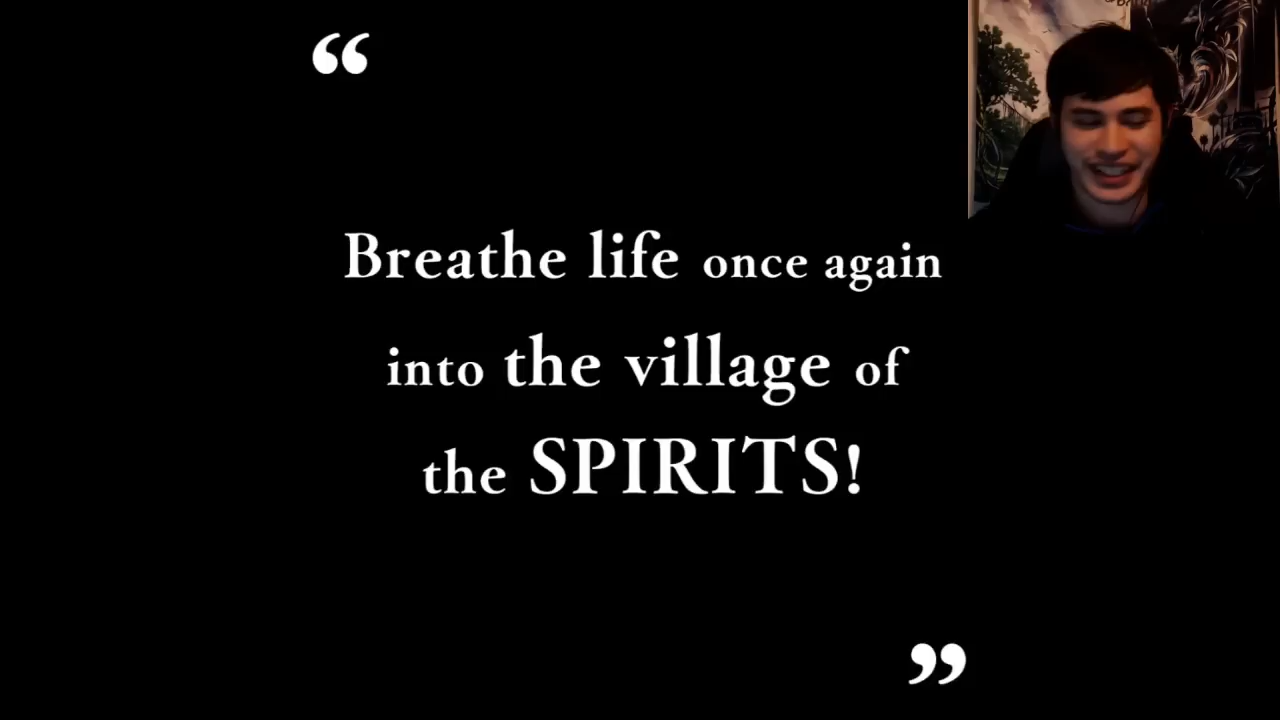 “
Breathe life once again
into the village of
the SPIRITS!
”